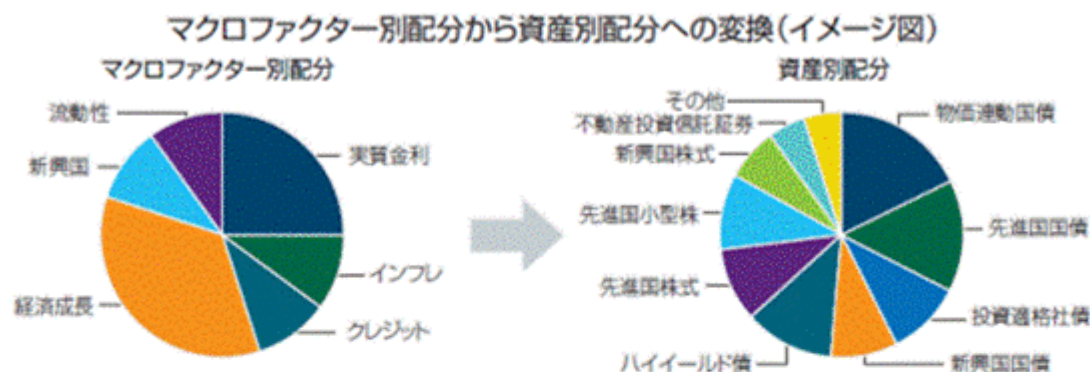 マクロファクター別配分から資産別配分への変換(イメージ図)
マクロファクター別配分
流動性
新興国
経済成長
実質金利
インフレ
クレジット
資産別配分
その他
不動産投資信託証券
新興国株式
先進国小型株
先進国株式
ハイイールド債
物価連動国債
先進国国債
投資適格社債
新興国国債